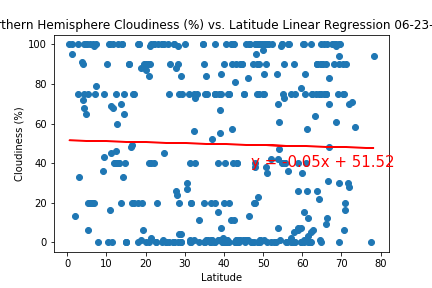 rthern Hemisphere Cloudiness (%) vs. Latitude Linear Regression 06-23-
100
80
60
40
20
0
Cloudiness (%)
y = -0.05x + 51.52
0 10 20 30 40 50 60 70 80
Latitude